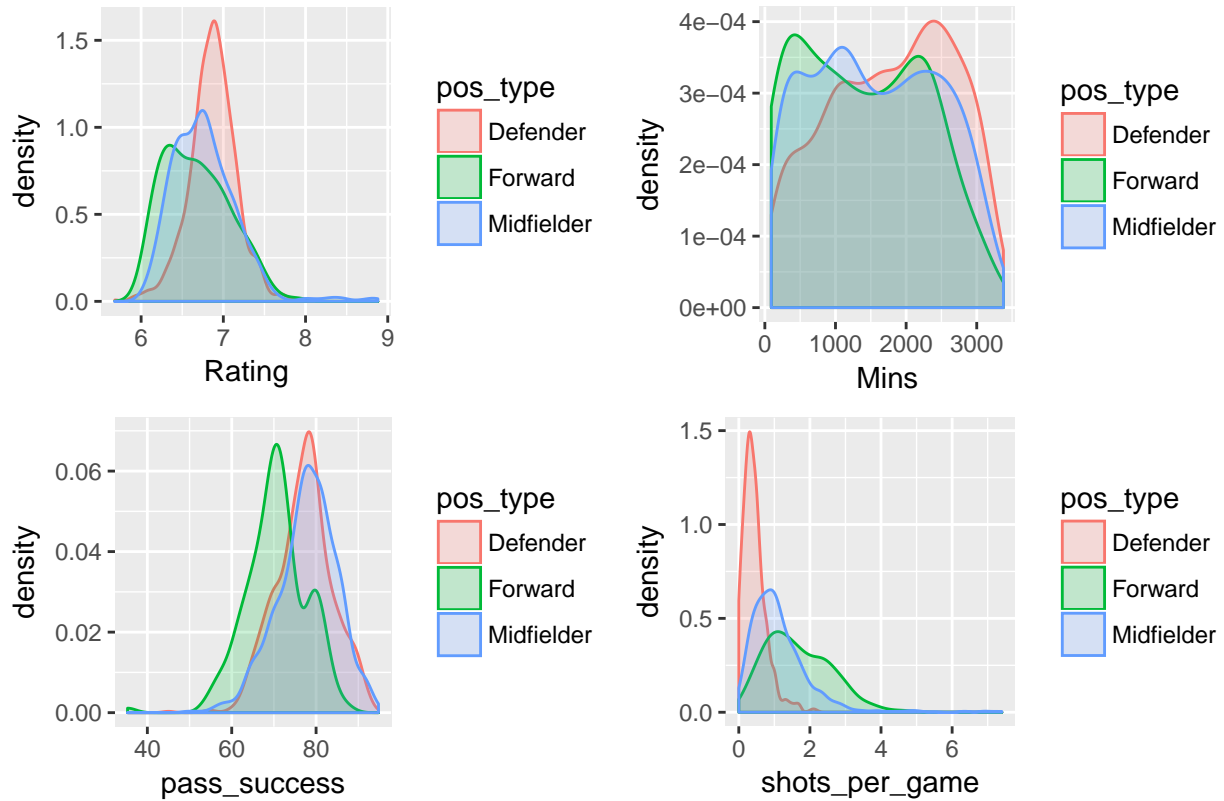 1.5
1.0
0.5
0.0
density
6 7 8 9
Rating
pos_type
Defender
Forward
Midfielder
4e−04
3e−04
2e−04
1e−04
0e+00
density
0 1000 2000 3000
Mins
pos_type
Defender
Forward
Midfielder
0.06
0.04
0.02
0.00
density
40 60 80
pass_success
pos_type
Defender
Forward
Midfielder
1.5
1.0
0.5
0.0
density
0 2 4 6
shots_per_game
pos_type
Defender
Forward
Midfielder